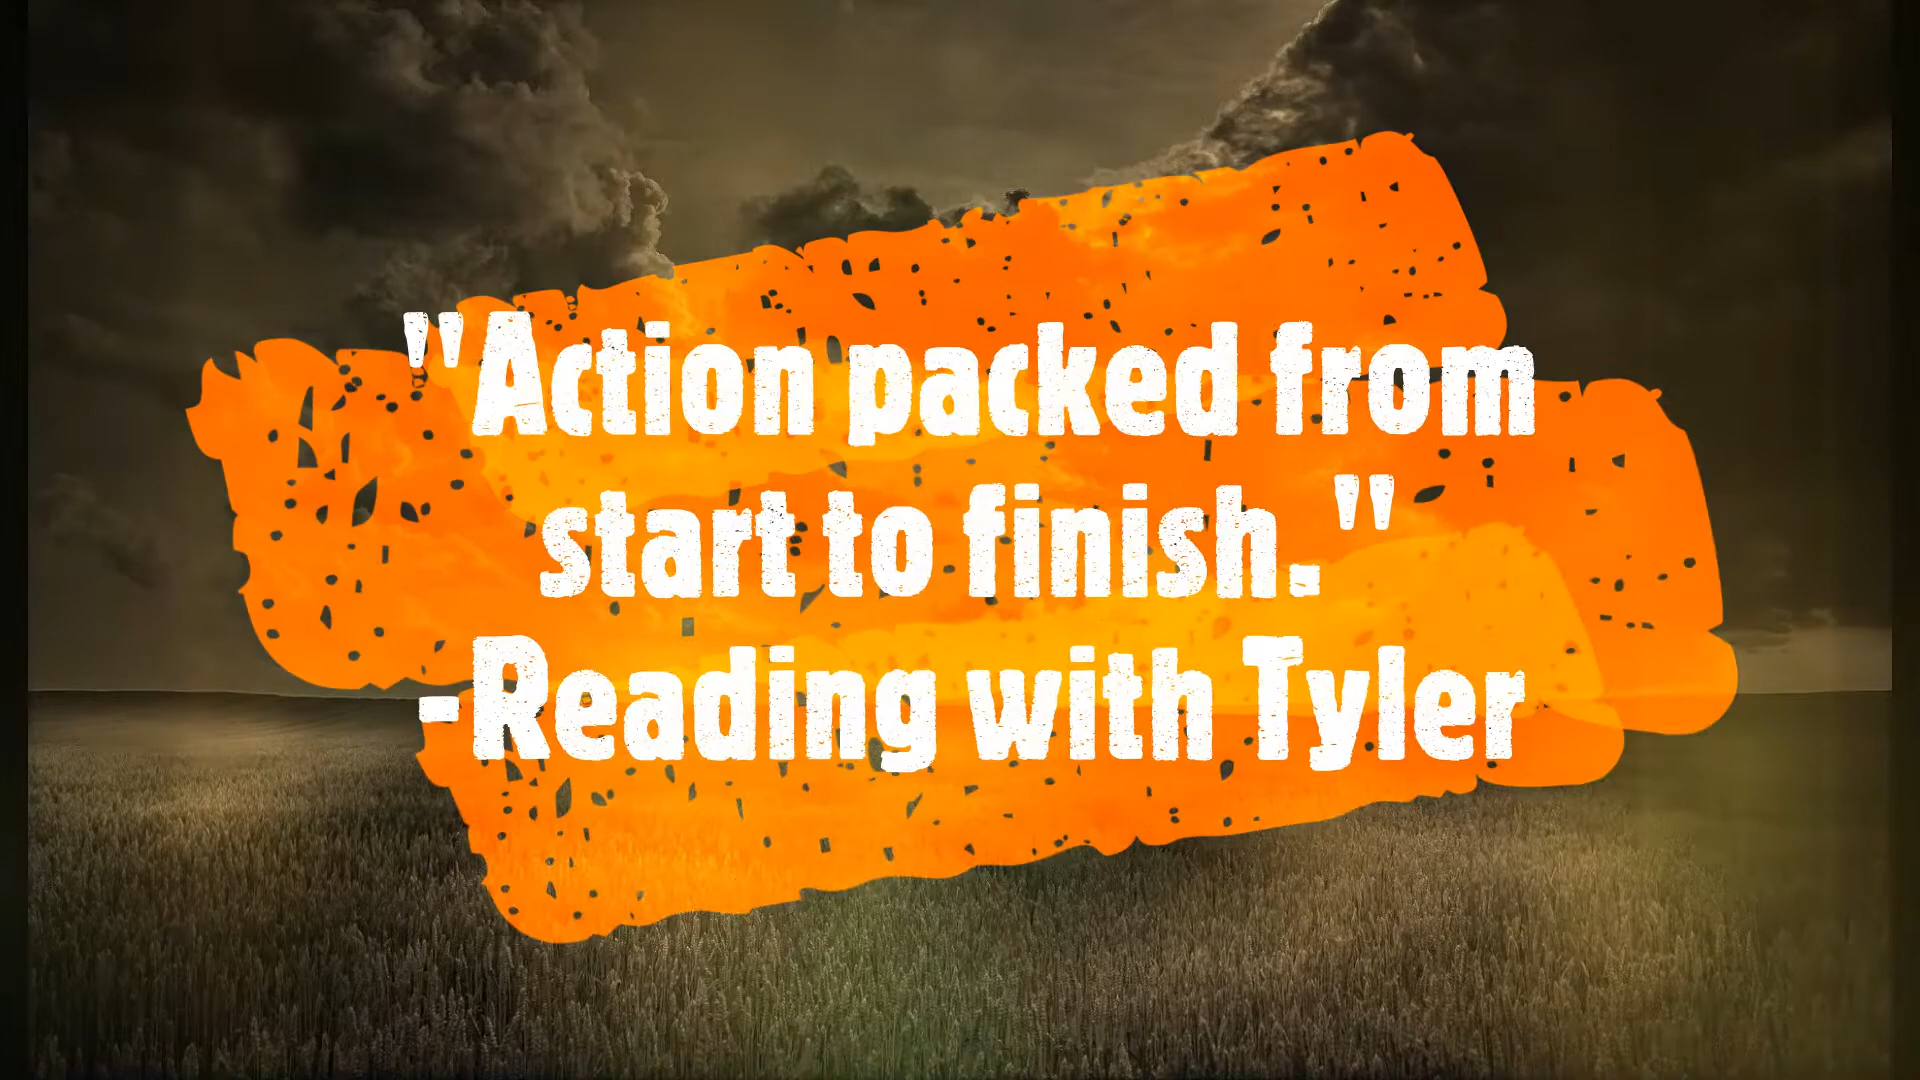 "Action packed from
start to finish."
-Reading with Tyler